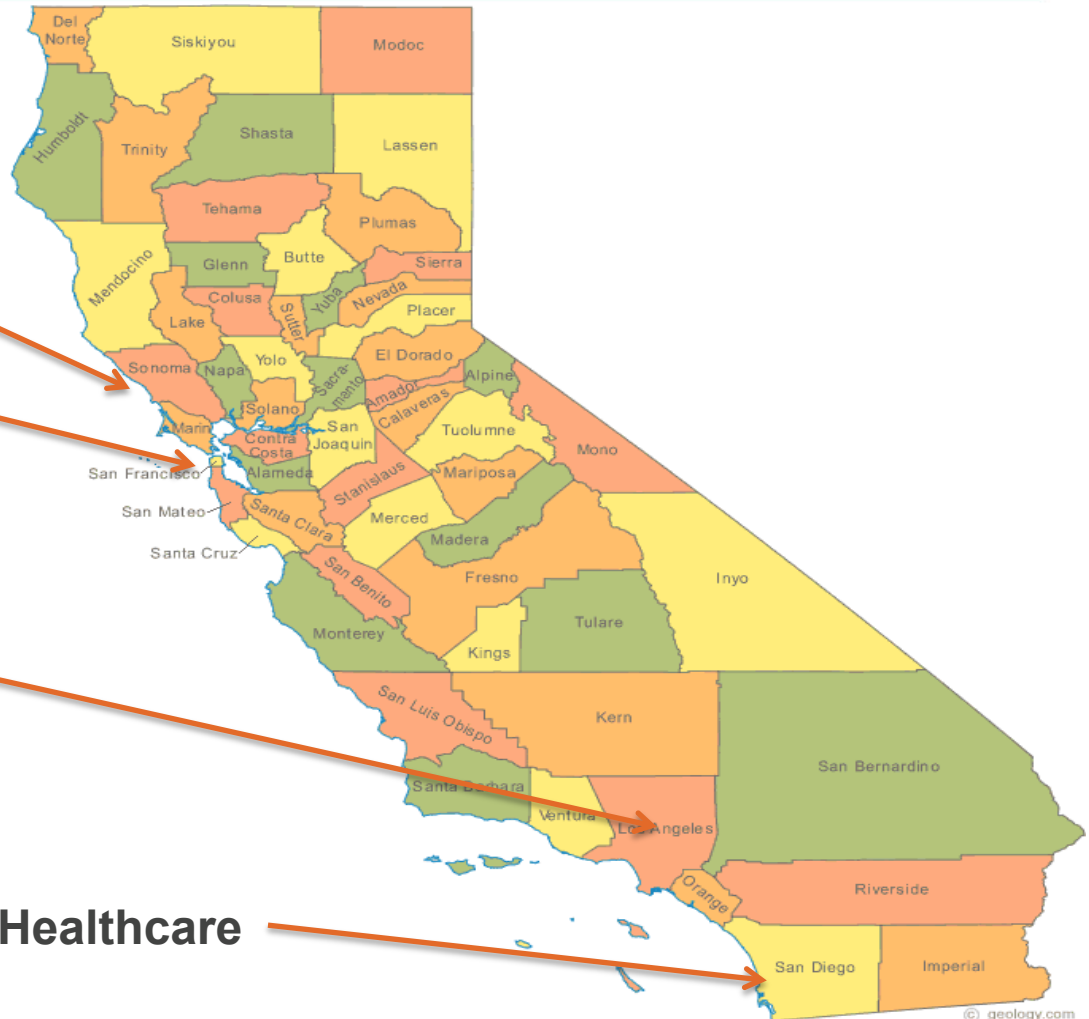 Del
Norte
Siskiyou
Modoc
Humboldt
Trinity
Shasta
Lassen
Tehama
Plumas
Mendocino
Glenn
Butte
Sierra
Colusa
Yuba
Nevada
Lake
Sutter
Placer
Sonoma
Napa
Yolo
El Dorado
Sacra-
mento
Amador
Alpine
Marin
Solano
Calaveras
San
Joaquin
Tuolumne
Contra
Costa
Mono
San Francisco
Alameda
Stanislaus
Mariposa
San Mateo
Santa Clara
Merced
Madera
Santa Cruz
San Benito
Fresno
Inyo
Monterey
Kings
Tulare
San Luis Obispo
Kern
San Bernardino
Santa Barbara
Ventura
Los Angeles
Orange
Riverside
Healthcare
San Diego
Imperial
© geology.com